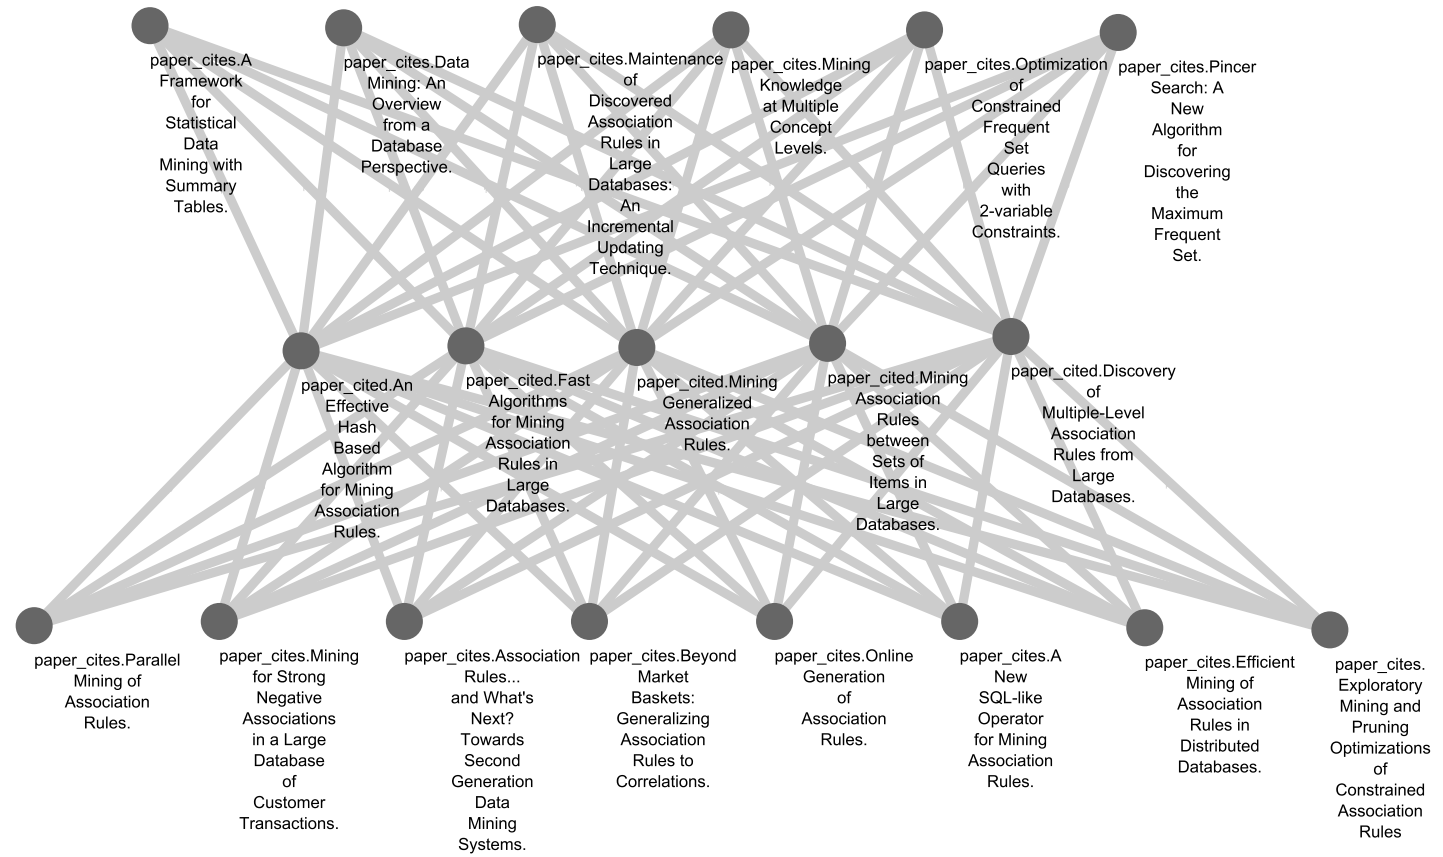 paper_cites.A
Framework
for
Statistical
Data
Mining with
Summary
Tables.
paper_cites.Data
Mining: An
Overview
from a
Database
Perspective.
paper_cites.Maintenance
of
Discovered
Association
Rules in
Large
Databases:
An
Incremental
Updating
Technique.
paper_cites.Mining
Knowledge
at Multiple
Concept
Levels.
paper_cites.Optimization
of
Constrained
Frequent
Set
Queries
with
2-variable
Constraints.
paper_cites.Pincer
Search: A
New
Algorithm
for
Discovering
the
Maximum
Frequent
Set.
paper_cited.An
Effective
Hash
Based
Algorithm
for Mining
Association
Rules.
paper_cited.Fast
Algorithms
for Mining
Association
Rules in
Large
Databases.
paper_cited.Mining
Generalized
Association
Rules.
paper_cited.Mining
Association
Rules
between
Sets of
Items in
Large
Databases.
paper_cited.Discovery
of
Multiple-Level
Association
Rules from
Large
Databases.
paper_cites.Parallel
Mining of
Association
Rules.
paper_cites.Mining
for Strong
Negative
Associations
in a Large
Database
of
Customer
Transactions.
paper_cites.Association
Rules...
and What's
Next?
Towards
Second
Generation
Data
Mining
Systems.
paper_cites.Beyond
Market
Baskets:
Generalizing
Association
Rules to
Correlations.
paper_cites.Online
Generation
of
Association
Rules.
paper_cites.A
New
SQL-like
Operator
for Mining
Association
Rules.
paper_cites.Efficient
Mining of
Association
Rules in
Distributed
Databases.
paper_cites.
Exploratory
Mining and
Pruning
Optimizations
of
Constrained
Association
Rules